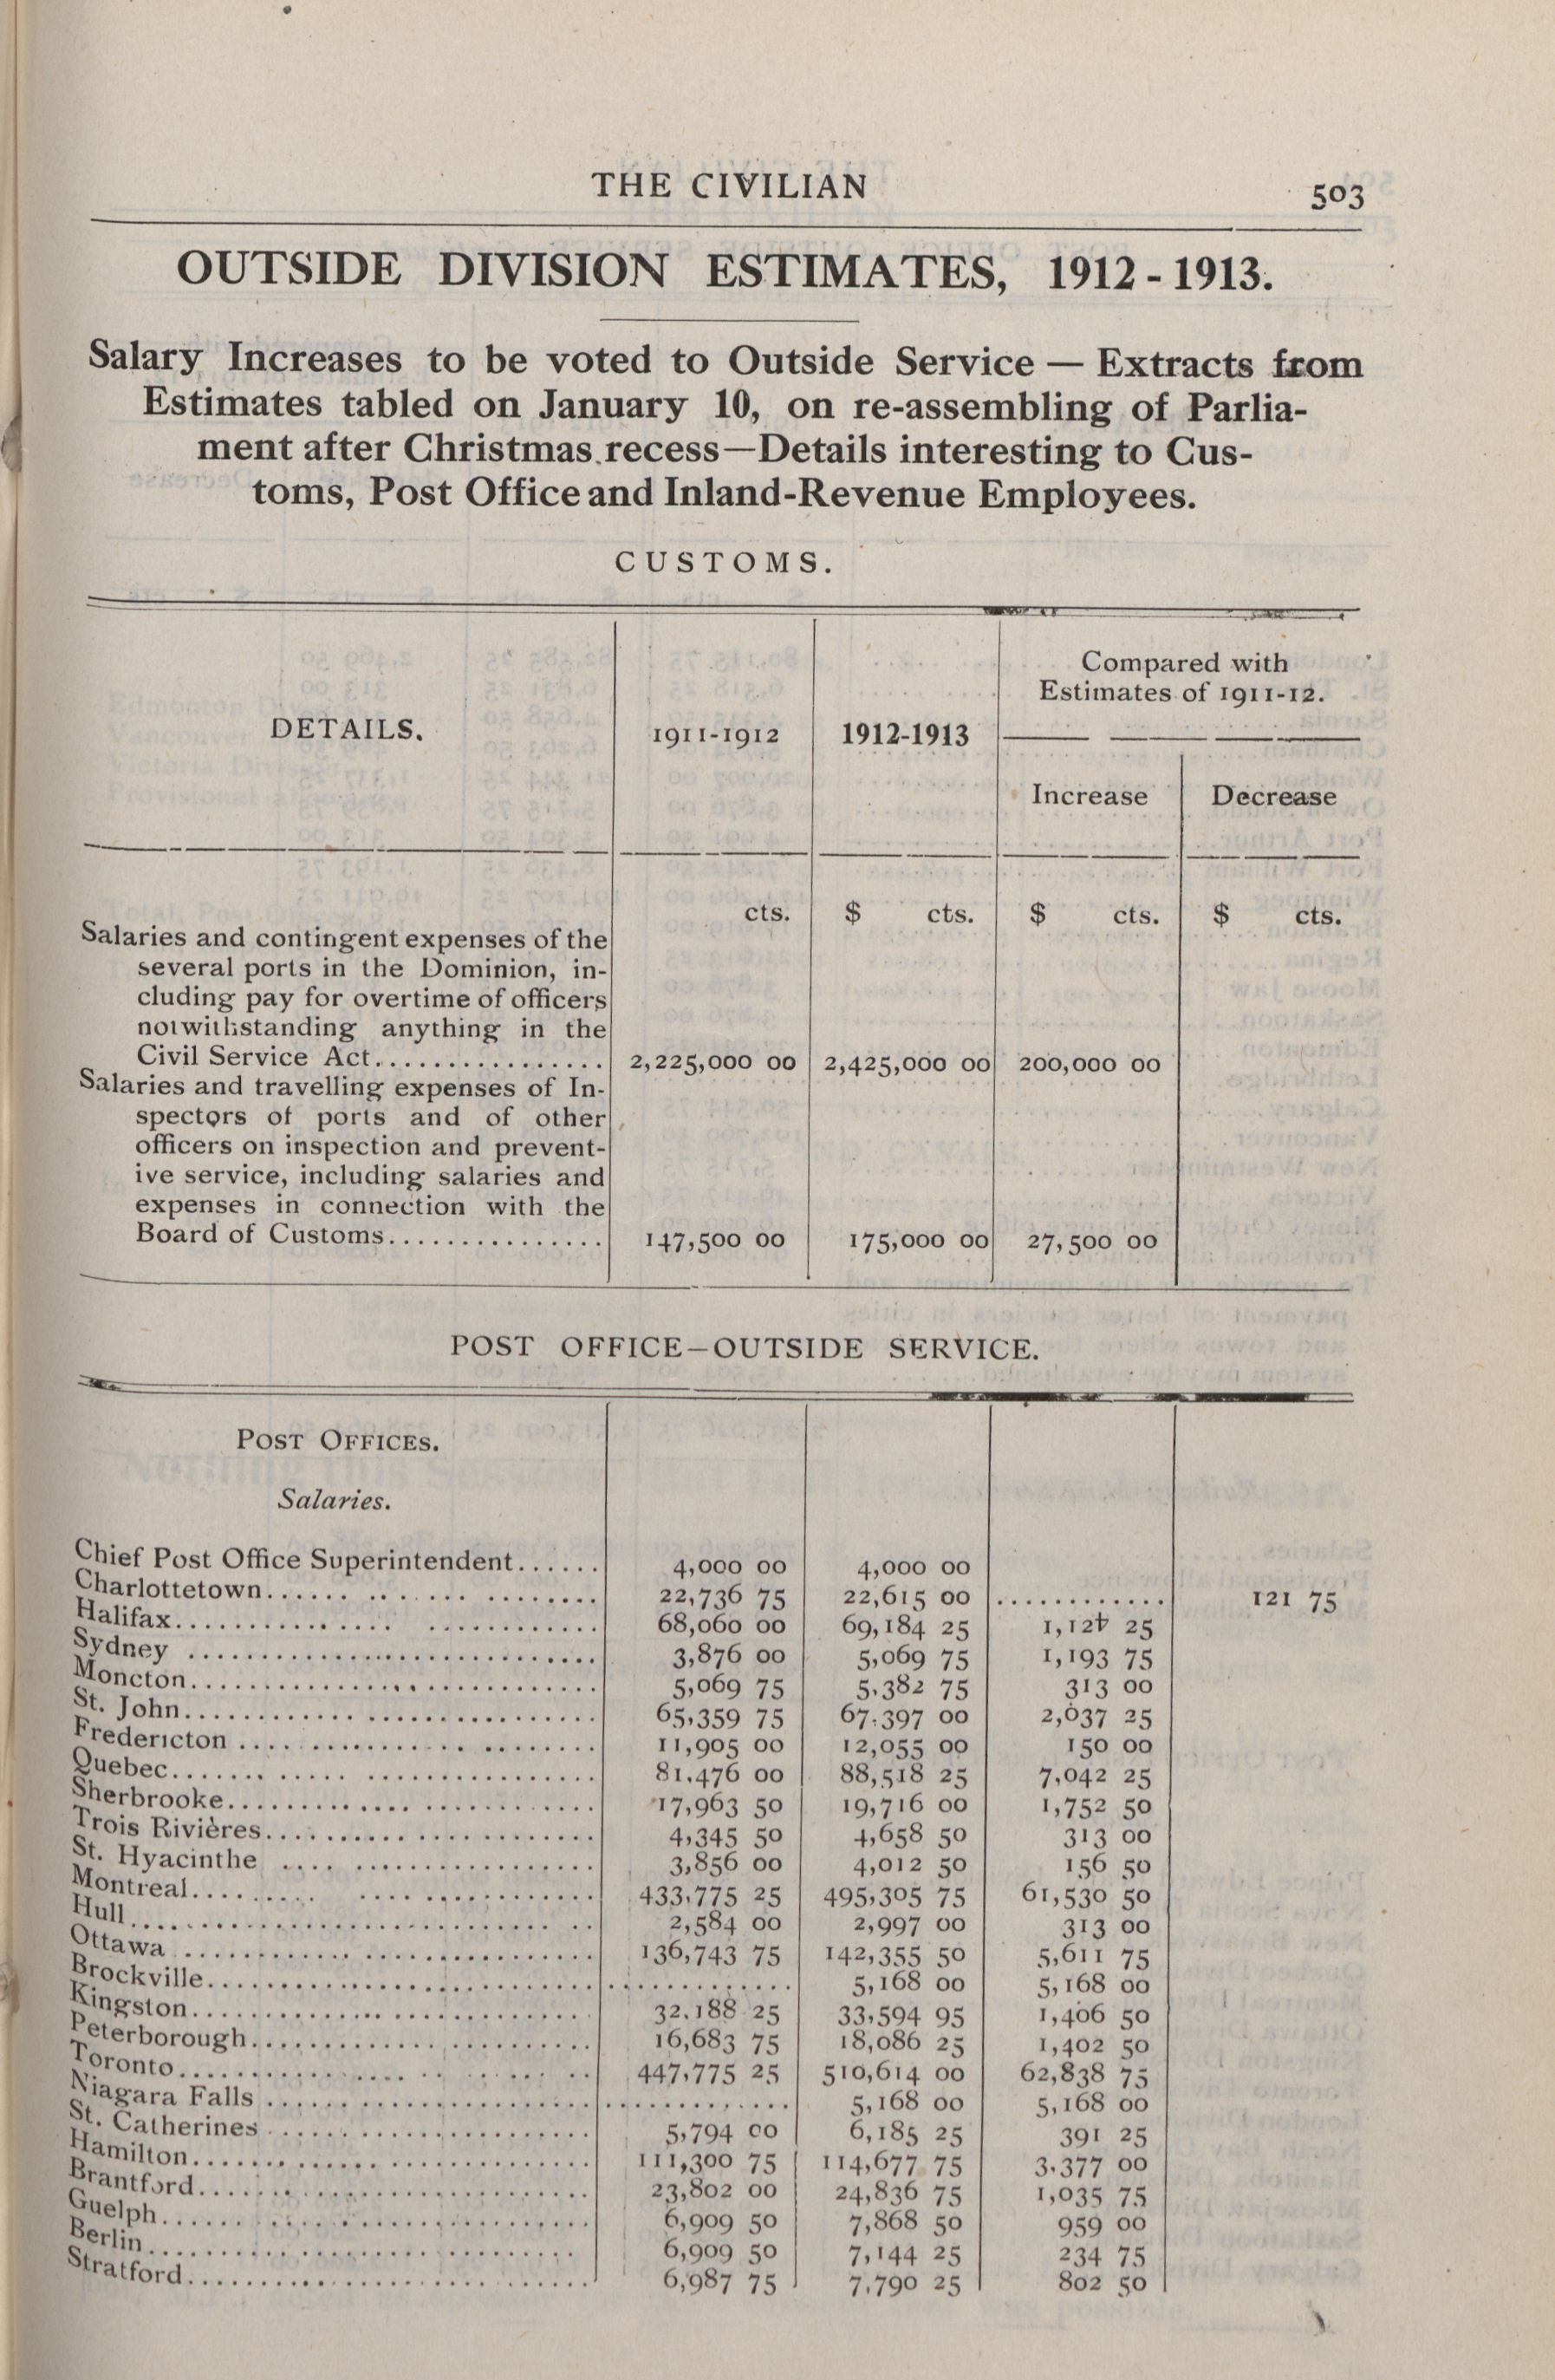 THE CIVILIAN 503
OUTSIDE DIVISION ESTIMATES, 1912-1913.
Salary Increases to be voted to Outside Service — Extracts from
Estimates tabled on January 10, on re-assembling of Parlia-
ment after Christmas recess—Details interesting to Cus-
toms, Post Office and Inland-Revenue Employees.
CUSTOMS.
DETAILS. 1911-1912 1912-1913 Compared with
Estimates of 1911-12.
Increase Decrease
cts. $ cts. $ cts. $ cts.
Salaries and contingent expenses of the
several ports in the Dominion, in-
cluding pay for overtime of officers
notwithstanding anything in the
Civil Service Act................ 2,225,000 00 2,425,000 00 200,000 00
Salaries and travelling expenses of In-
spectors of ports and of other
officers on inspection and prevent-
ive service, including salaries and
expenses in connection with the
Board of Customs............... 147,500 00 175,000 00 27,500 00
POST OFFICE—OUTSIDE SERVICE.
POST OFFICES.
Salaries.
Chief Post Office Superintendent...... 4,000 00 4,000 00
Charlottetown...... .. . ... ........ 22,736 75 22,615 00 ............ 121 75
Halifax............ .... ............ 68,060 00 69,184 25 1,124 25
Sydney ............................ 3,876 00 5,069 75 1,193 75
Moncton............................ 5,069 75 5,382 75 313 00
St. John............ ................ 65,359 75 67,397 00 2,037 25
Fredericton .... ........ .. ........ 11,905 00 12,055 00 150 00
Quebec....... ..... ................ 81,476 00 88,518 25 7,042 25
Sherbrooke............. ............ 17,963 50 19,716 00 1,752 50
Trois Rivières....................... 4,345 50 4,658 50 313 00
St. Hyacinthe .... ................. 3,856 00 4,012 50 156 50
Montreal......... .... ............. 433,775 25 495,305 75 61,530 50
Hull............................ .. 2,584 00 2,997 00 313 00
Ottawa ............ ................ 136,743 75 142,355 50 5,611 75
Brockville........................................ 5,168 00 5,168 00
Kingston............................ 32,188 25 33,594 95 1,406 50
Peterborough............. .......... 16,683 75 18,086 25 1,402 50
Toronto................. .. ...... .. 447,775 25 510,614 00 62,838 75
Niagara Falls ..................................... 5,168 00 5,168 00
St. Catherines ...................... 5,794 00 6,185 25 391 25
Hamilton............................ 111,300 75 114,677 75 3,377 00
Brantford........................... 23,802 00 24,836 75 1,035 75
Guelph...... ...................... 6,909 50 7,868 50 959 00
Berlin.............................. 6,909 50 7,144 25 234 75
Stratford............................ 6,987 75 7,790 25 802 50